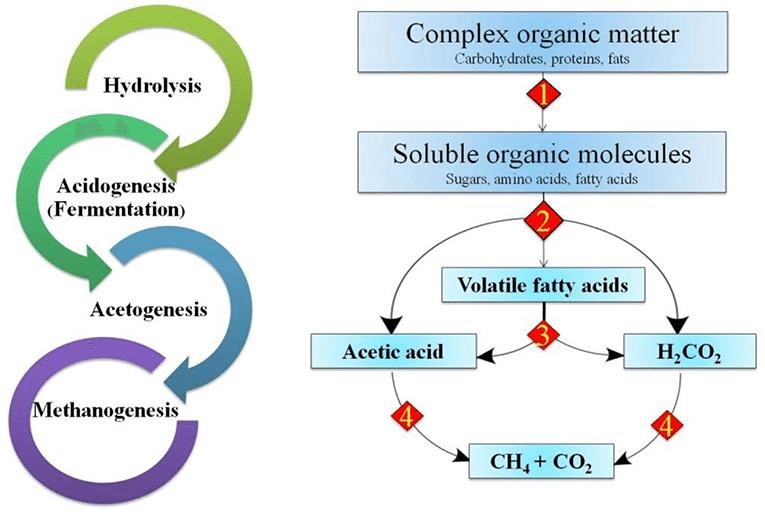 Hydrolysis
Acidogenesis
(Fermentation)
Acetogenesis
Methanogenesis
Complex organic matter
Carbohydrates, proteins, fats
1
Soluble organic molecules
Sugars, amino acids, fatty acids
2
Volatile fatty acids
3
Acetic acid
H₂CO₂
4
4
CH₄ + CO₂